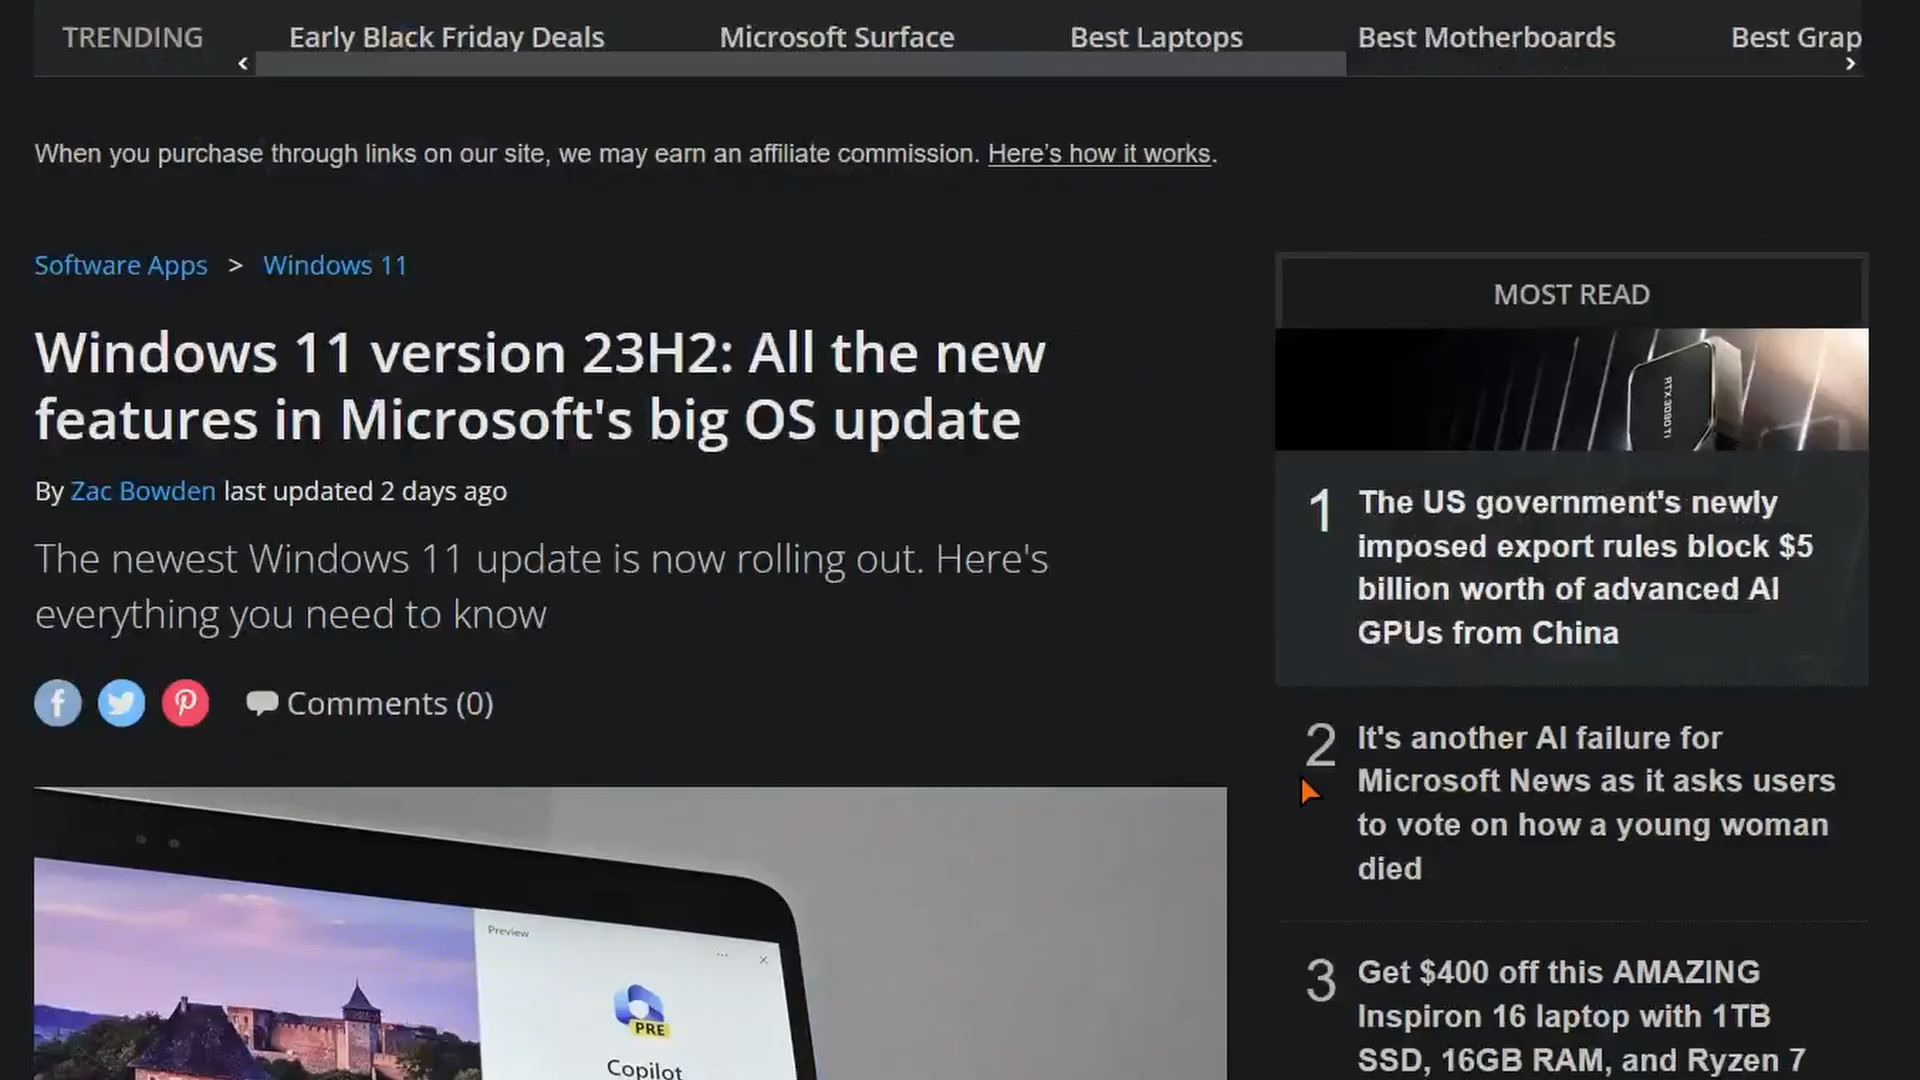 TRENDING
Early Black Friday Deals
Microsoft Surface
Best Laptops
Best Motherboards
Best Grap
When you purchase through links on our site, we may earn an affiliate commission. Here's how it works.
Software Apps > Windows 11
Windows 11 version 23H2: All the new
features in Microsoft's big OS update
By Zac Bowden last updated 2 days ago
The newest Windows 11 update is now rolling out. Here's
everything you need to know
Comments (0)
Preview
PRE
Copilot
MOST READ
RTX 3090 Ti
1
The US government's newly
imposed export rules block $5
billion worth of advanced AI
GPUs from China
2
It's another AI failure for
Microsoft News as it asks users
to vote on how a young woman
died
3
Get $400 off this AMAZING
Inspiron 16 laptop with 1TB
SSD, 16GB RAM, and Ryzen 7